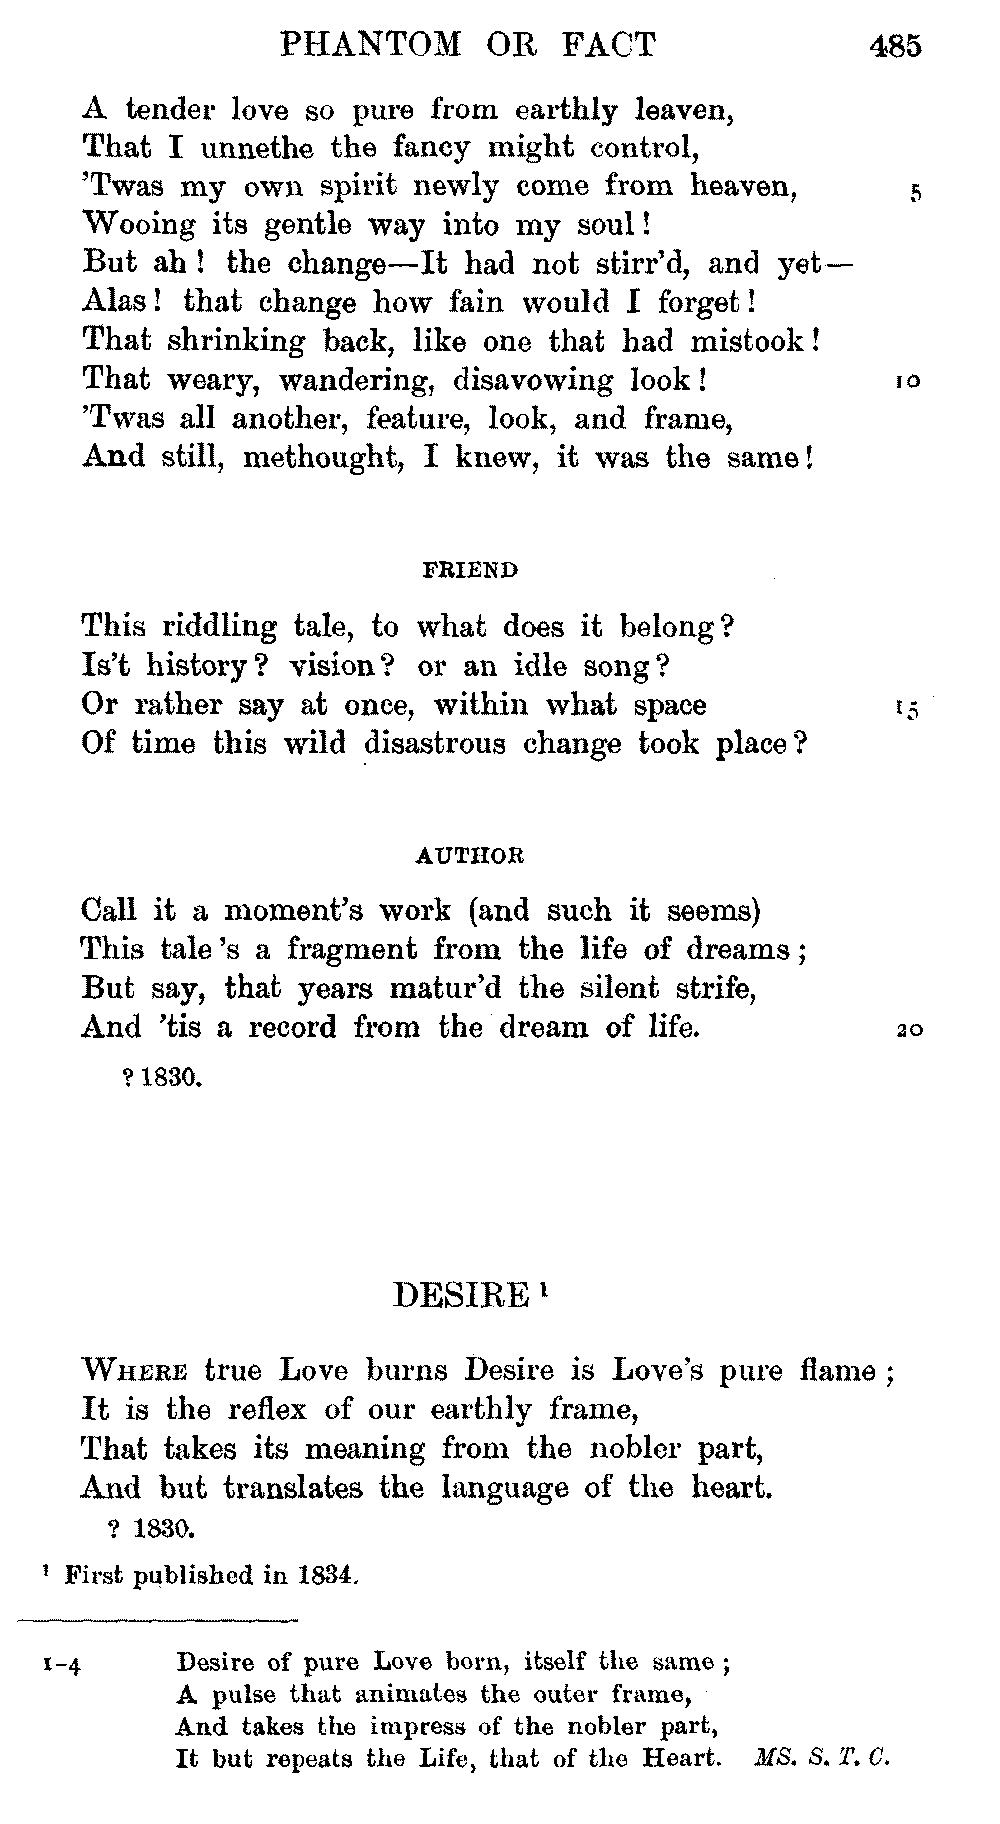 PHANTOM OR FACT 485
A tender love so pure from earthly leaven,
That I unnethe the fancy might control,
’Twas my own spirit newly come from heaven, 5
Wooing its gentle way into my soul!
But ah! the change—It had not stirr’d, and yet—
Alas! that change how fain would I forget!
That shrinking back, like one that had mistook!
That weary, wandering, disavowing look! 10
’Twas all another, feature, look, and frame,
And still, methought, I knew, it was the same!
FRIEND
This riddling tale, to what does it belong?
Is’t history? vision? or an idle song?
Or rather say at once, within what space 15
Of time this wild disastrous change took place?
AUTHOR
Call it a moment’s work (and such it seems)
This tale’s a fragment from the life of dreams;
But say, that years matur’d the silent strife,
And ’tis a record from the dream of life. 20
? 1830.
DESIRE ¹
WHERE true Love burns Desire is Love’s pure flame;
It is the reflex of our earthly frame,
That takes its meaning from the nobler part,
And but translates the language of the heart.
? 1830.
¹ First published in 1834.
1–4 Desire of pure Love born, itself the same;
A pulse that animates the outer frame,
And takes the impress of the nobler part,
It but repeats the Life, that of the Heart. MS. S. T. C.